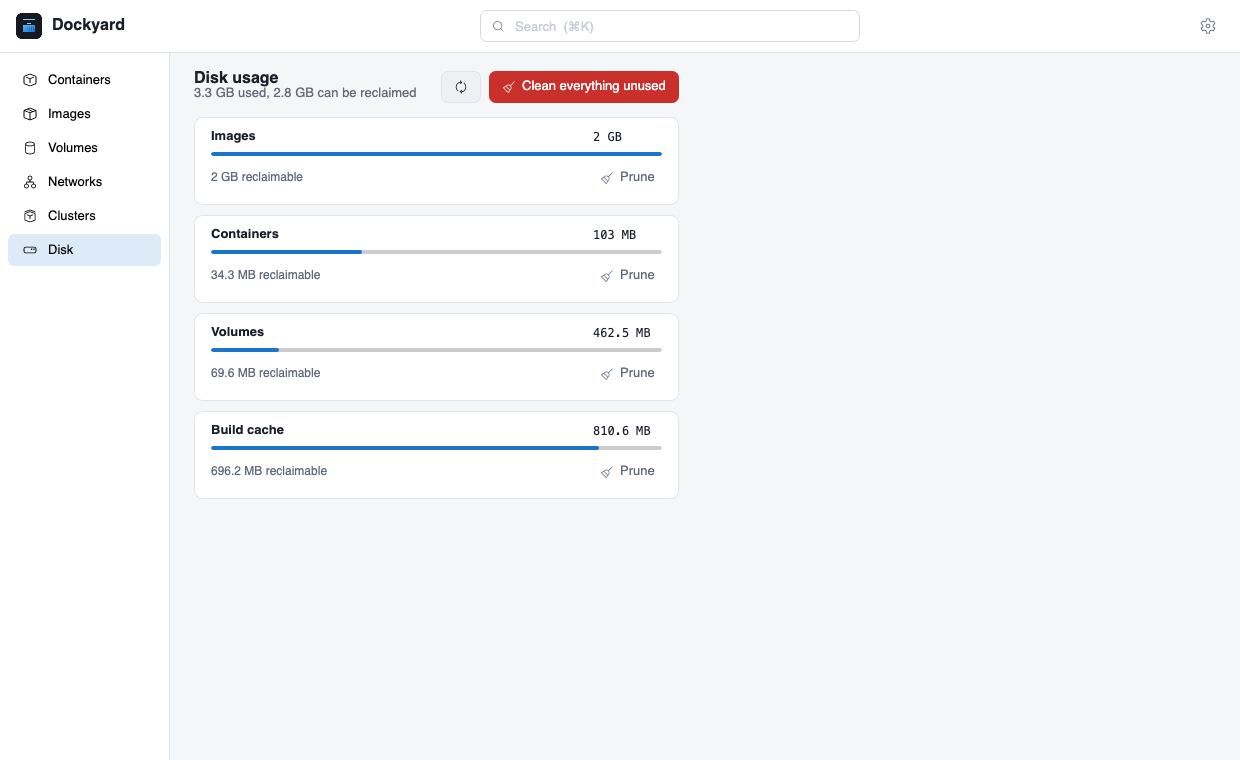 Dockyard
Search (⌘K)
Containers
Images
Volumes
Networks
Clusters
Disk
Disk usage
3.3 GB used, 2.8 GB can be reclaimed
Clean everything unused
Images 2 GB
2 GB reclaimable Prune
Containers 103 MB
34.3 MB reclaimable Prune
Volumes 462.5 MB
69.6 MB reclaimable Prune
Build cache 810.6 MB
696.2 MB reclaimable Prune